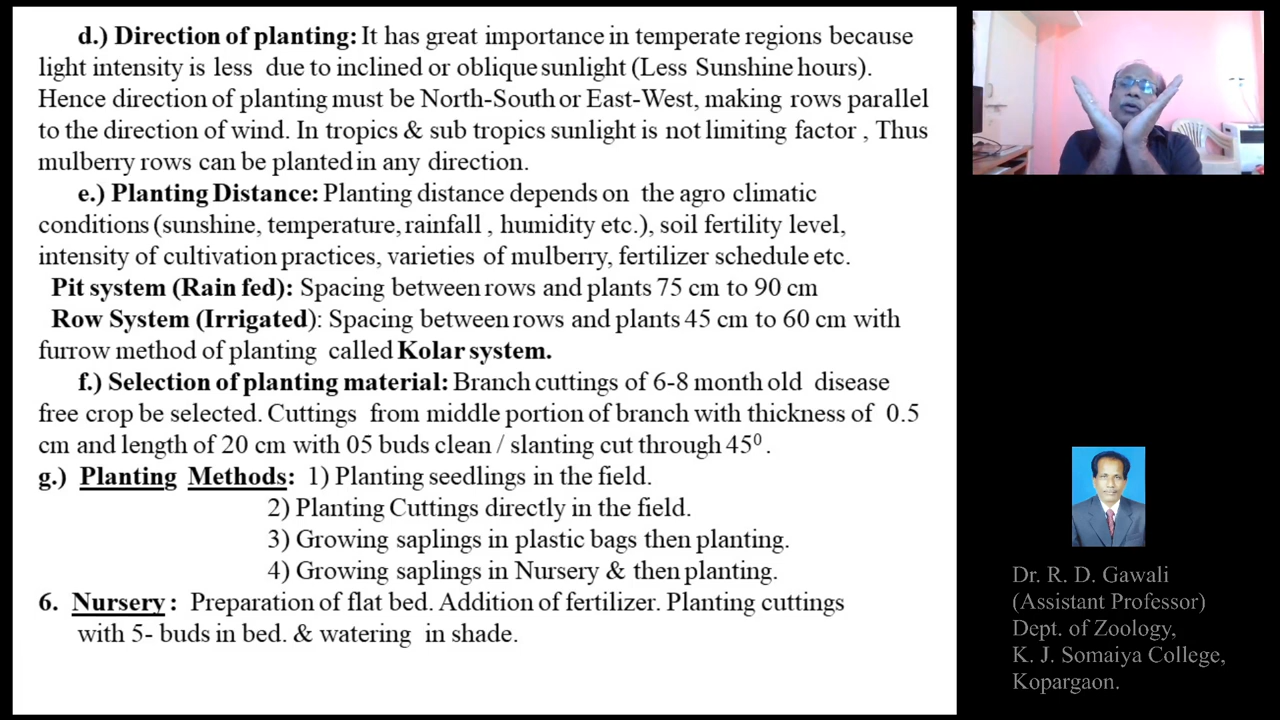 d.) Direction of planting: It has great importance in temperate regions because
light intensity is less due to inclined or oblique sunlight (Less Sunshine hours).
Hence direction of planting must be North-South or East-West, making rows parallel
to the direction of wind. In tropics & sub tropics sunlight is not limiting factor , Thus
mulberry rows can be planted in any direction.
e.) Planting Distance: Planting distance depends on the agro climatic
conditions (sunshine, temperature, rainfall , humidity etc.), soil fertility level,
intensity of cultivation practices, varieties of mulberry, fertilizer schedule etc.
Pit system (Rain fed): Spacing between rows and plants 75 cm to 90 cm
Row System (Irrigated): Spacing between rows and plants 45 cm to 60 cm with
furrow method of planting called Kolar system.
f.) Selection of planting material: Branch cuttings of 6-8 month old disease
free crop be selected. Cuttings from middle portion of branch with thickness of 0.5
cm and length of 20 cm with 05 buds clean / slanting cut through 45⁰ .
g.) Planting Methods: 1) Planting seedlings in the field.
2) Planting Cuttings directly in the field.
3) Growing saplings in plastic bags then planting.
4) Growing saplings in Nursery & then planting.
6. Nursery : Preparation of flat bed. Addition of fertilizer. Planting cuttings
with 5- buds in bed. & watering in shade.
Dr. R. D. Gawali
(Assistant Professor)
Dept. of Zoology,
K. J. Somaiya College,
Kopargaon.